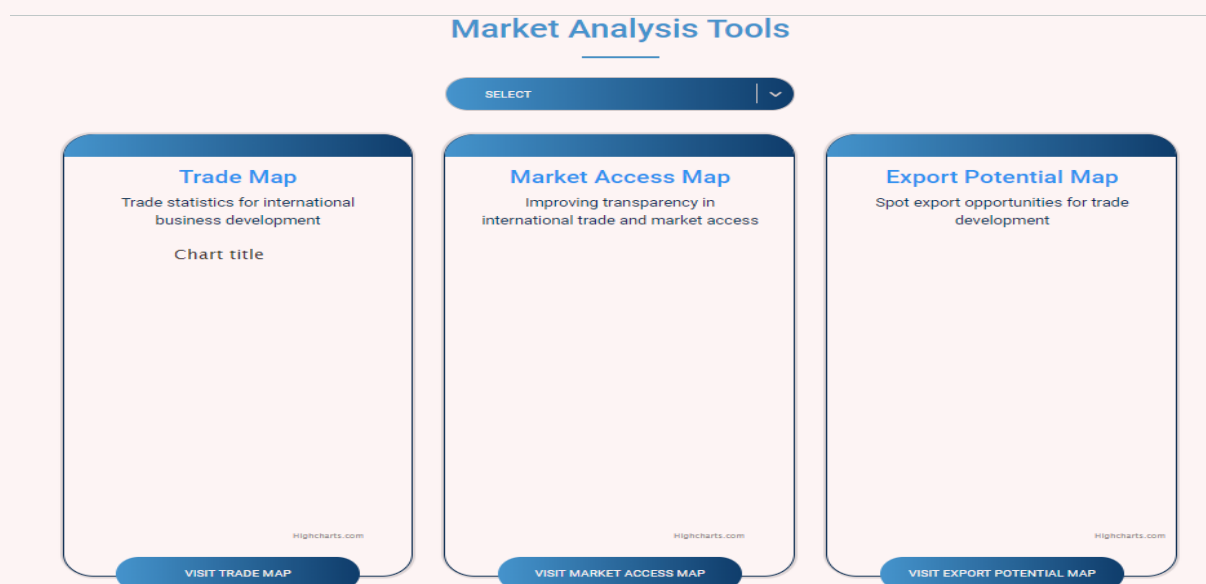 Market Analysis Tools
SELECT
Trade Map
Trade statistics for international
business development
Chart title
Highcharts.com
VISIT TRADE MAP
Market Access Map
Improving transparency in
international trade and market access
Highcharts.com
VISIT MARKET ACCESS MAP
Export Potential Map
Spot export opportunities for trade
development
Highcharts.com
VISIT EXPORT POTENTIAL MAP